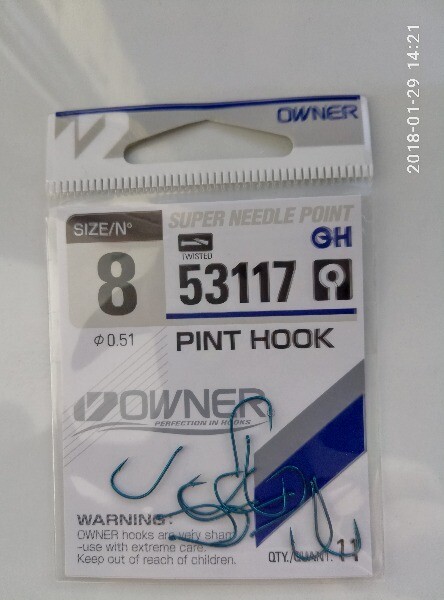 2018-01-29 14:21
OWNER
SIZE/Nº
8
φ0.51
SUPER NEEDLE POINT
TWISTED
GH
53117
PINT HOOK
OWNER
PERFECTION IN HOOKS
WARNING:
OWNER hooks are very sharp
-use with extreme care.
Keep out of reach of children.
QTY./QUANT. 11